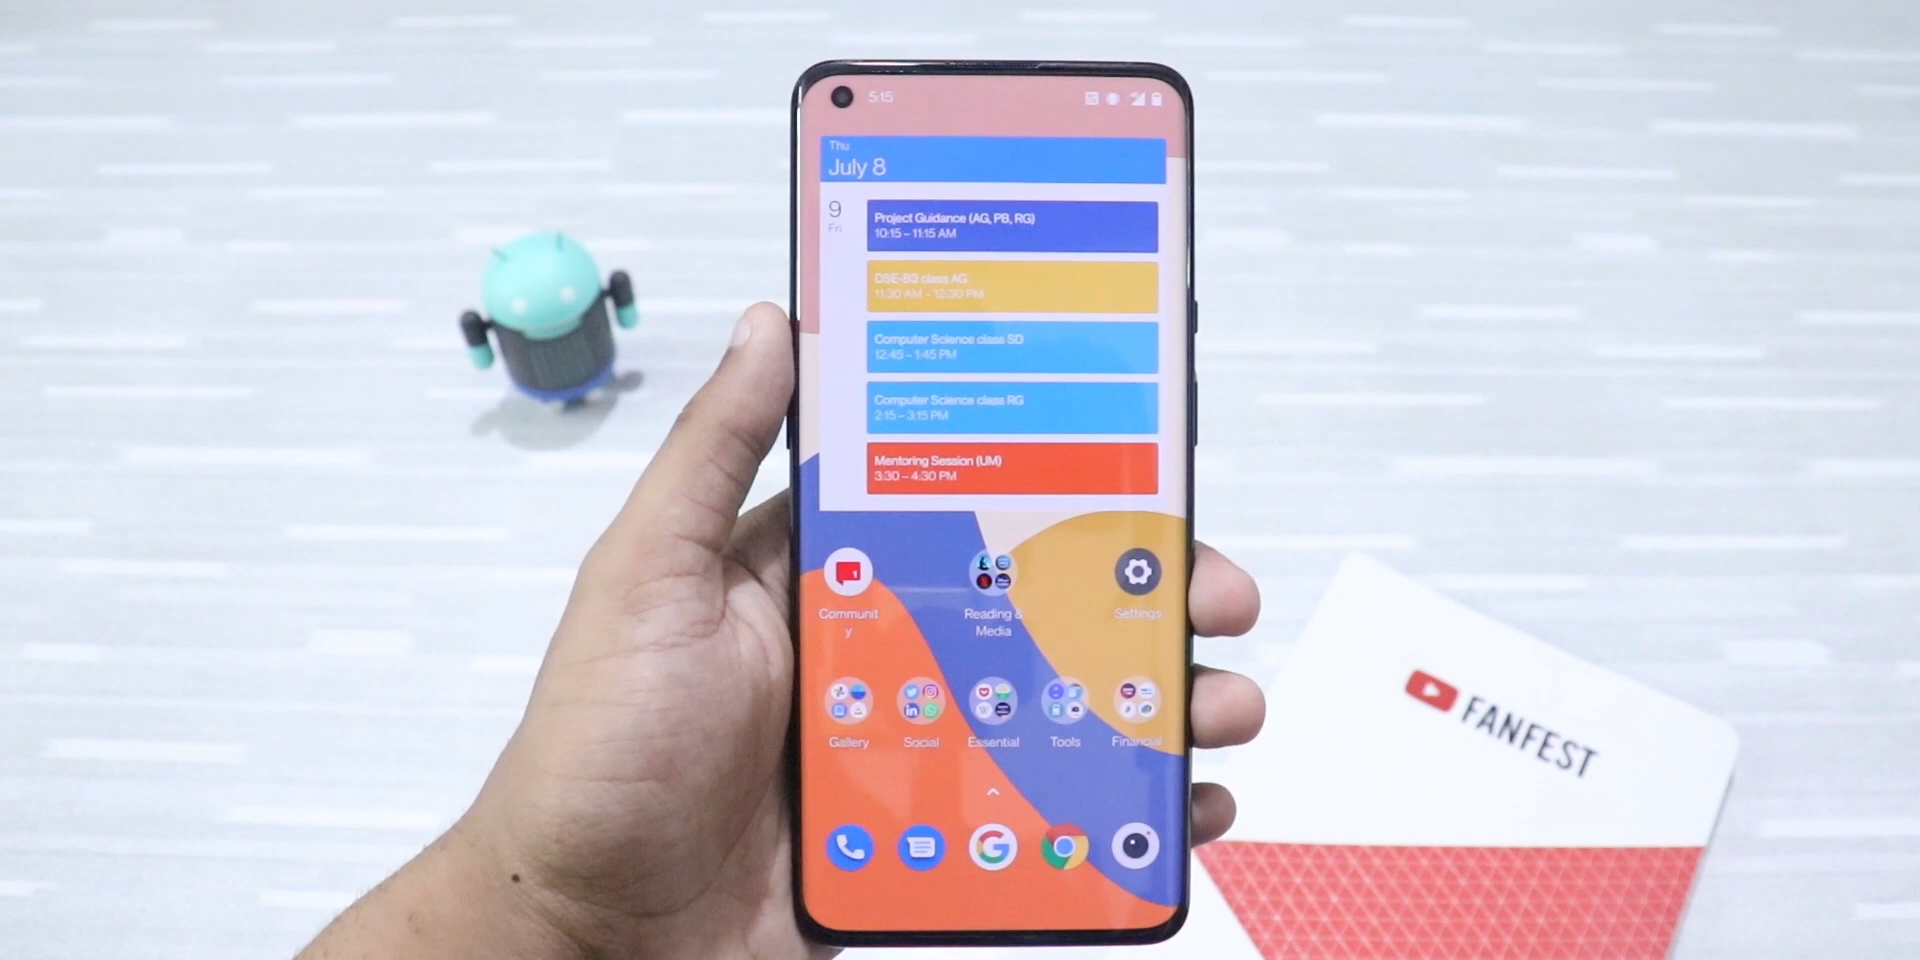 5:15
Thu
July 8
9
Fri
Project Guidance (AG, PB, RG)
10:15 – 11:15 AM
DSE-B3 class AG
11:30 AM – 12:30 PM
Computer Science class SD
12:45 – 1:45 PM
Computer Science class RG
2:15 – 3:15 PM
Mentoring Session (UM)
3:30 – 4:30 PM
Communit
y
Reading &
Media
Settings
Gallery
Social
Essential
Tools
Financial
FANFEST